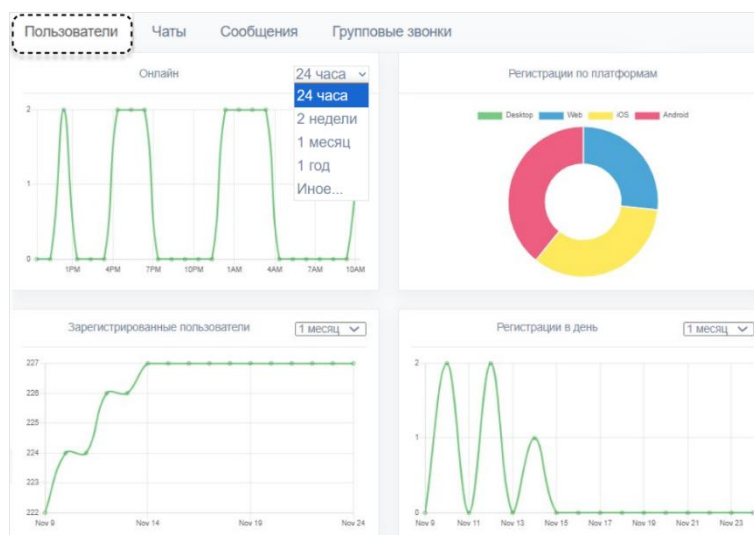 Пользователи Чаты Сообщения Групповые звонки
Онлайн 24 часа
24 часа
2 недели
1 месяц
1 год
Иное...
2
1
0
1PM 4PM 7PM 10PM 1AM 4AM 7AM 10AM
Регистрации по платформам
Desktop Web iOS Android
Зарегистрированные пользователи 1 месяц
227
226
225
224
223
222
Nov 9 Nov 14 Nov 19 Nov 24
Регистрации в день 1 месяц
2
1
0
Nov 9 Nov 11 Nov 13 Nov 15 Nov 17 Nov 19 Nov 21 Nov 23